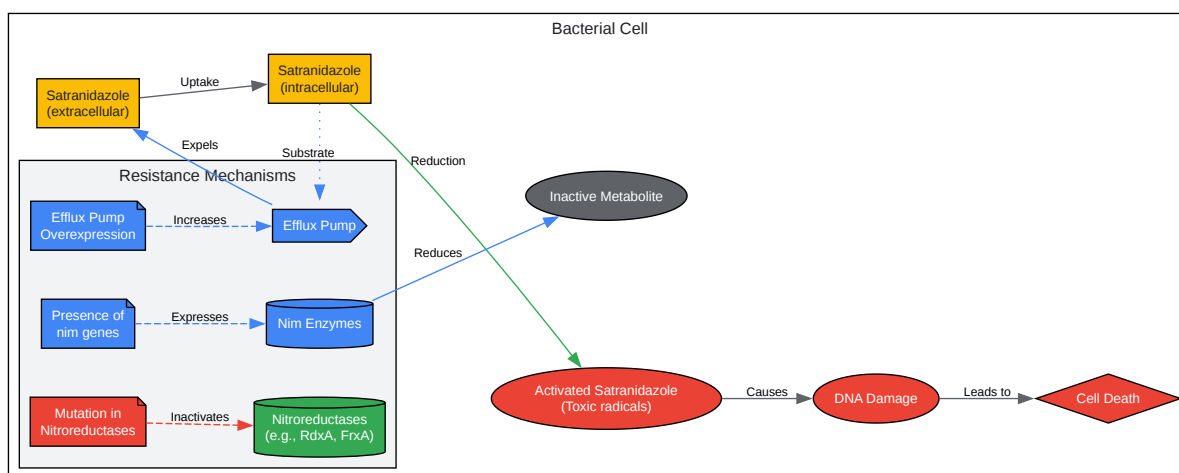 Bacterial Cell
Satranidazole
(extracellular)
Uptake
Satranidazole
(intracellular)
Expels
Substrate
Reduction
Resistance Mechanisms
Inactive Metabolite
Efflux Pump
Overexpression
Increases
Efflux Pump
Reduces
Presence of
nim genes
Expresses
Nim Enzymes
Mutation in
Nitroreductases
Inactivates
Nitroreductases
(e.g., RdxA, FrxA)
Activated Satranidazole
(Toxic radicals)
Causes
DNA Damage
Leads to
Cell Death